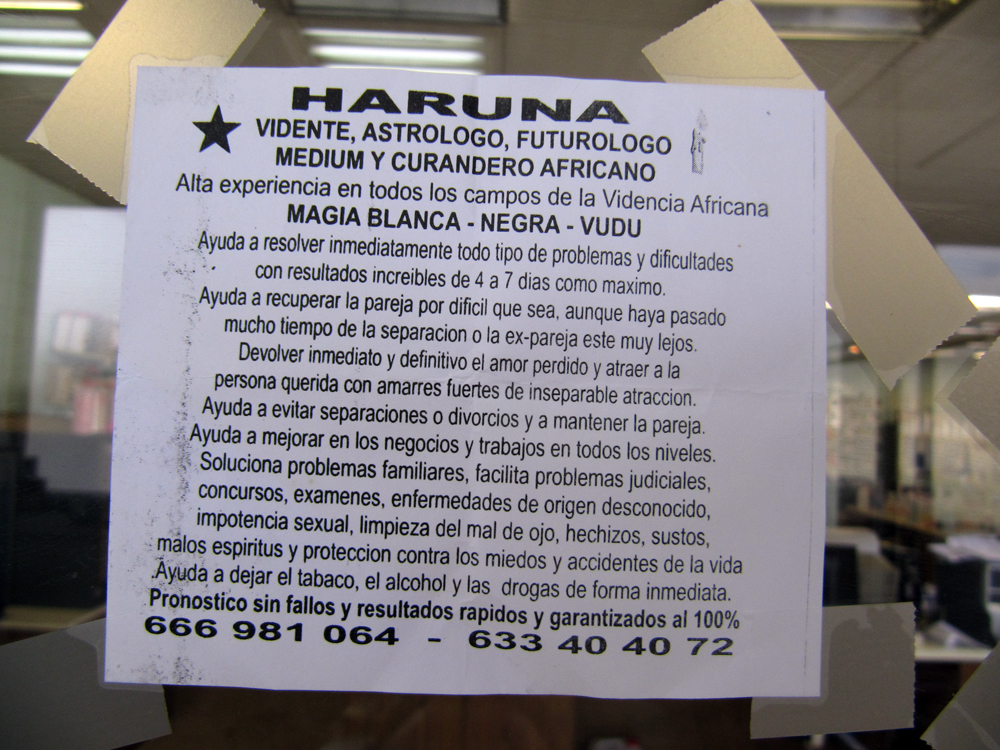 HARUNA
VIDENTE, ASTROLOGO, FUTUROLOGO
MEDIUM Y CURANDERO AFRICANO
Alta experiencia en todos los campos de la Videncia Africana
MAGIA BLANCA - NEGRA - VUDU
Ayuda a resolver inmediatamente todo tipo de problemas y dificultades
con resultados increibles de 4 a 7 dias como maximo.
Ayuda a recuperar la pareja por dificil que sea, aunque haya pasado
mucho tiempo de la separacion o la ex-pareja este muy lejos.
Devolver inmediato y definitivo el amor perdido y atraer a la
persona querida con amarres fuertes de inseparable atraccion.
Ayuda a evitar separaciones o divorcios y a mantener la pareja.
Ayuda a mejorar en los negocios y trabajos en todos los niveles.
Soluciona problemas familiares, facilita problemas judiciales,
concursos, examenes, enfermedades de origen desconocido,
impotencia sexual, limpieza del mal de ojo, hechizos, sustos,
malos espiritus y proteccion contra los miedos y accidentes de la vida
Ayuda a dejar el tabaco, el alcohol y las drogas de forma inmediata.
Pronostico sin fallos y resultados rapidos y garantizados al 100%
666 981 064 - 633 40 40 72